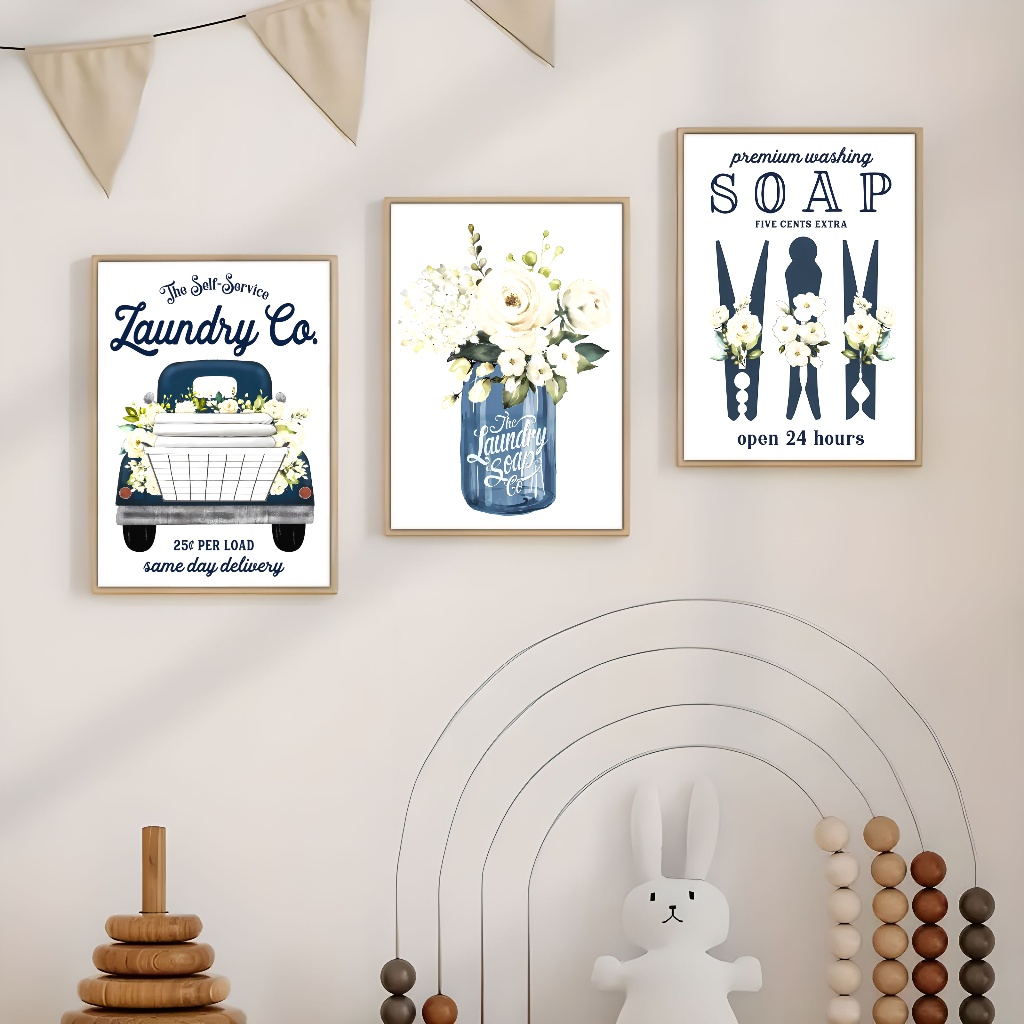 The Self-Service
Laundry Co.
25¢ PER LOAD
same day delivery
The
Laundry
Soap
Co
premium washing
SOAP
FIVE CENTS EXTRA
open 24 hours